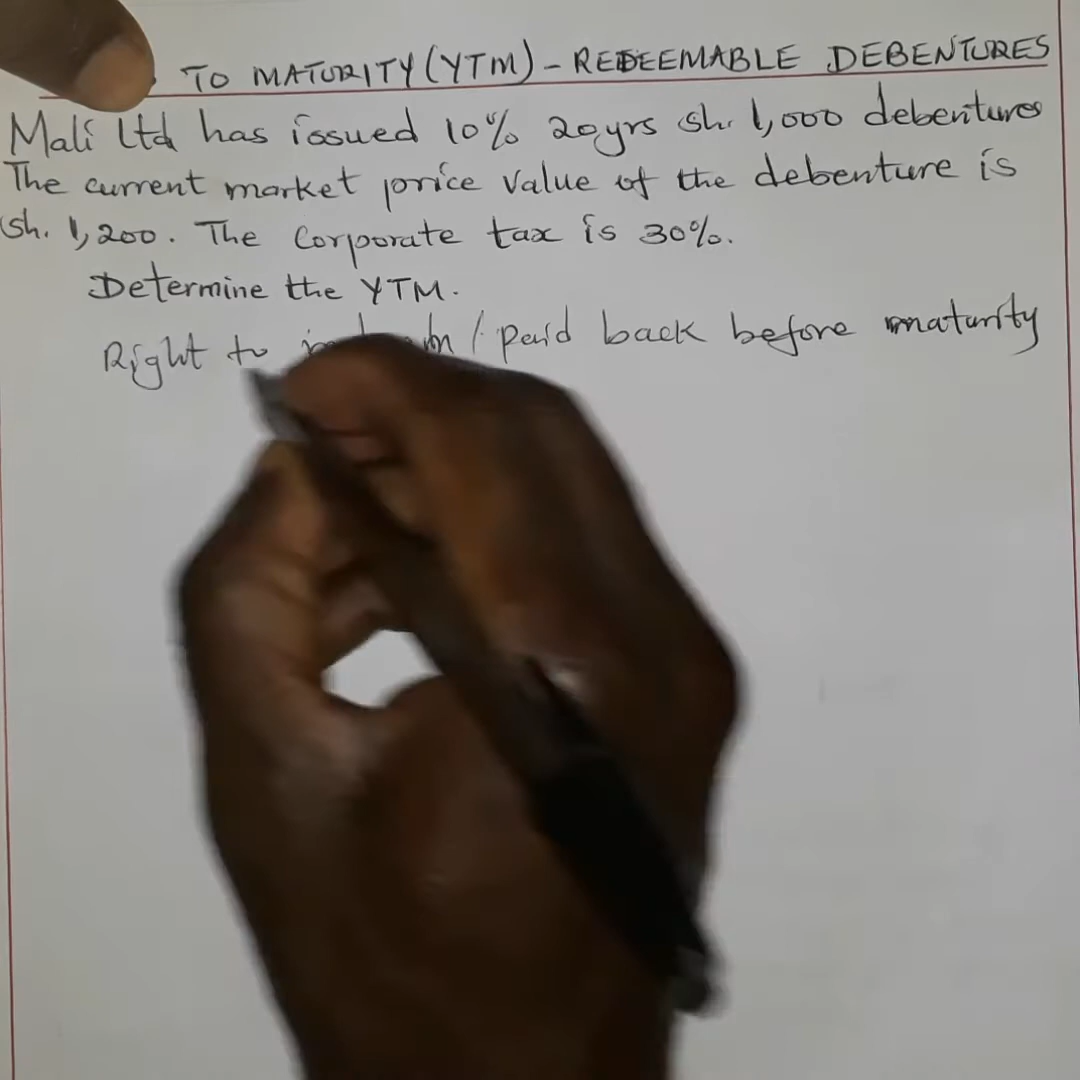 TO MATURITY (YTM) - REDEEMABLE DEBENTURES
Mali Ltd has issued 10% 20yrs sh. 1,000 debentures
The current market price value of the debenture is
sh. 1,200. The corporate tax is 30%.
Determine the YTM.
Right to / paid back before maturity